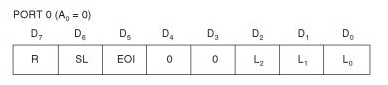 PORT 0 (A₀ = 0)
D₇ D₆ D₅ D₄ D₃ D₂ D₁ D₀
R SL EOI 0 0 L₂ L₁ L₀